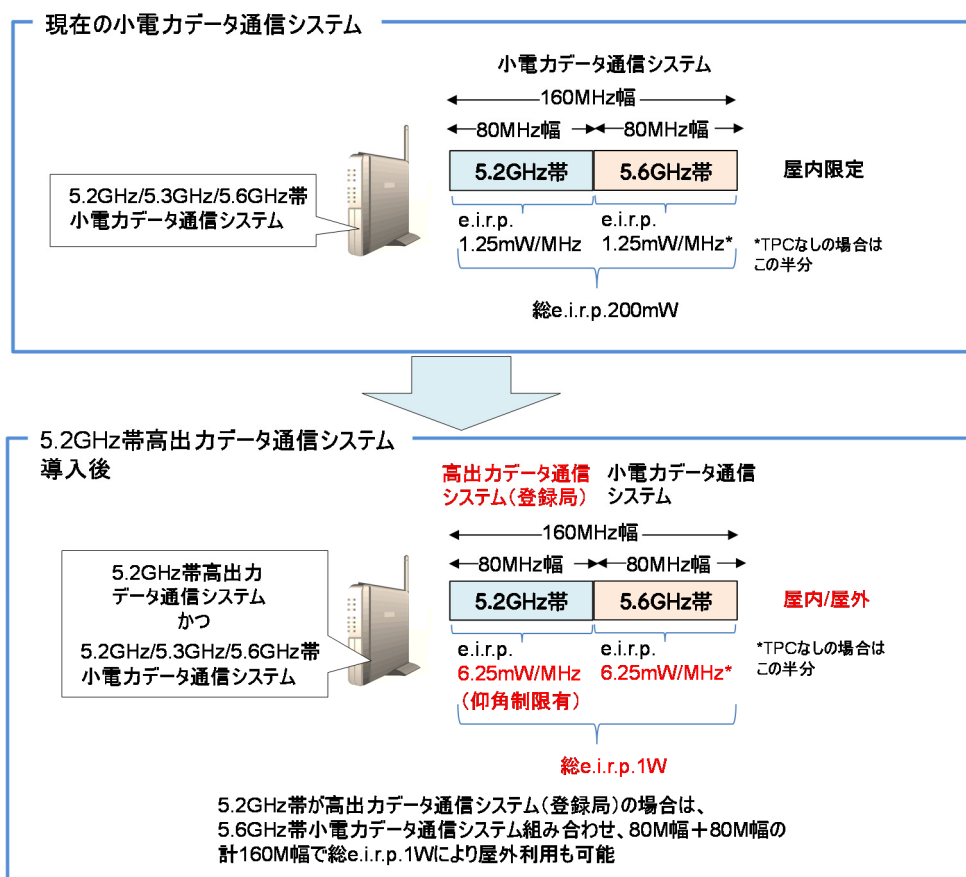 現在の小電力データ通信システム
小電力データ通信システム
160MHz幅
80MHz幅 80MHz幅
5.2GHz帯 5.6GHz帯 屋内限定
5.2GHz/5.3GHz/5.6GHz帯
小電力データ通信システム
e.i.r.p. e.i.r.p.
1.25mW/MHz 1.25mW/MHz*
*TPCなしの場合は
この半分
総e.i.r.p.200mW
5.2GHz帯高出力データ通信システム
導入後
高出力データ通信 小電力データ通信
システム(登録局) システム
160MHz幅
80MHz幅 80MHz幅
5.2GHz帯 5.6GHz帯 屋内/屋外
5.2GHz帯高出力
データ通信システム
かつ
5.2GHz/5.3GHz/5.6GHz帯
小電力データ通信システム
e.i.r.p. e.i.r.p.
6.25mW/MHz 6.25mW/MHz*
(仰角制限有)
*TPCなしの場合は
この半分
総e.i.r.p.1W
5.2GHz帯が高出力データ通信システム(登録局)の場合は、
5.6GHz帯小電力データ通信システム組み合わせ、80M幅+80M幅の
計160M幅で総e.i.r.p.1Wにより屋外利用も可能